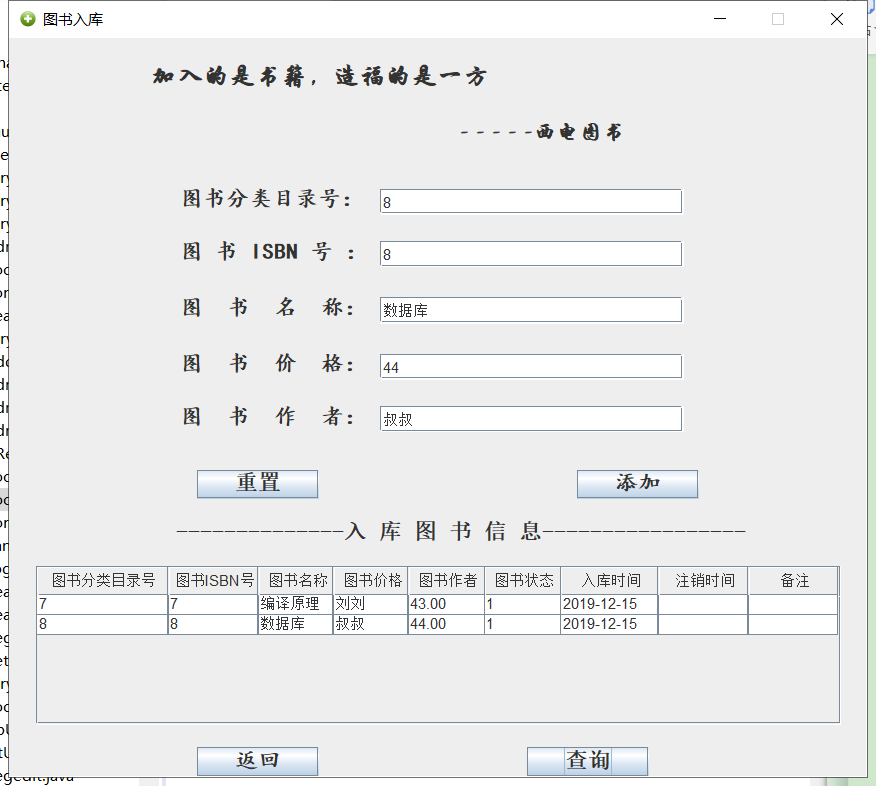 图书入库
加入的是书籍，造福的是一方
-----西电图书
图书分类目录号： 8
图 书 ISBN 号 ： 8
图 书 名 称： 数据库
图 书 价 格： 44
图 书 作 者： 叔叔
重置 添加
--------------入 库 图 书 信 息-----------------
图书分类目录号 图书ISBN号 图书名称 图书价格 图书作者 图书状态 入库时间 注销时间 备注
7 7 编译原理 刘刘 43.00 1 2019-12-15
8 8 数据库 叔叔 44.00 1 2019-12-15
返回 查询